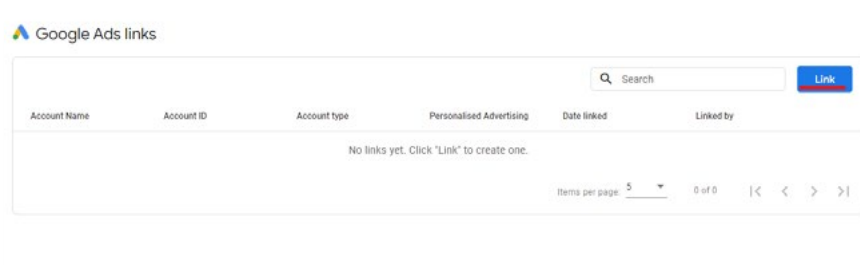 Google Ads links
Search
Link
Account Name Account ID Account type Personalised Advertising Date linked Linked by
No links yet. Click "Link" to create one.
Items per page: 5 0 of 0